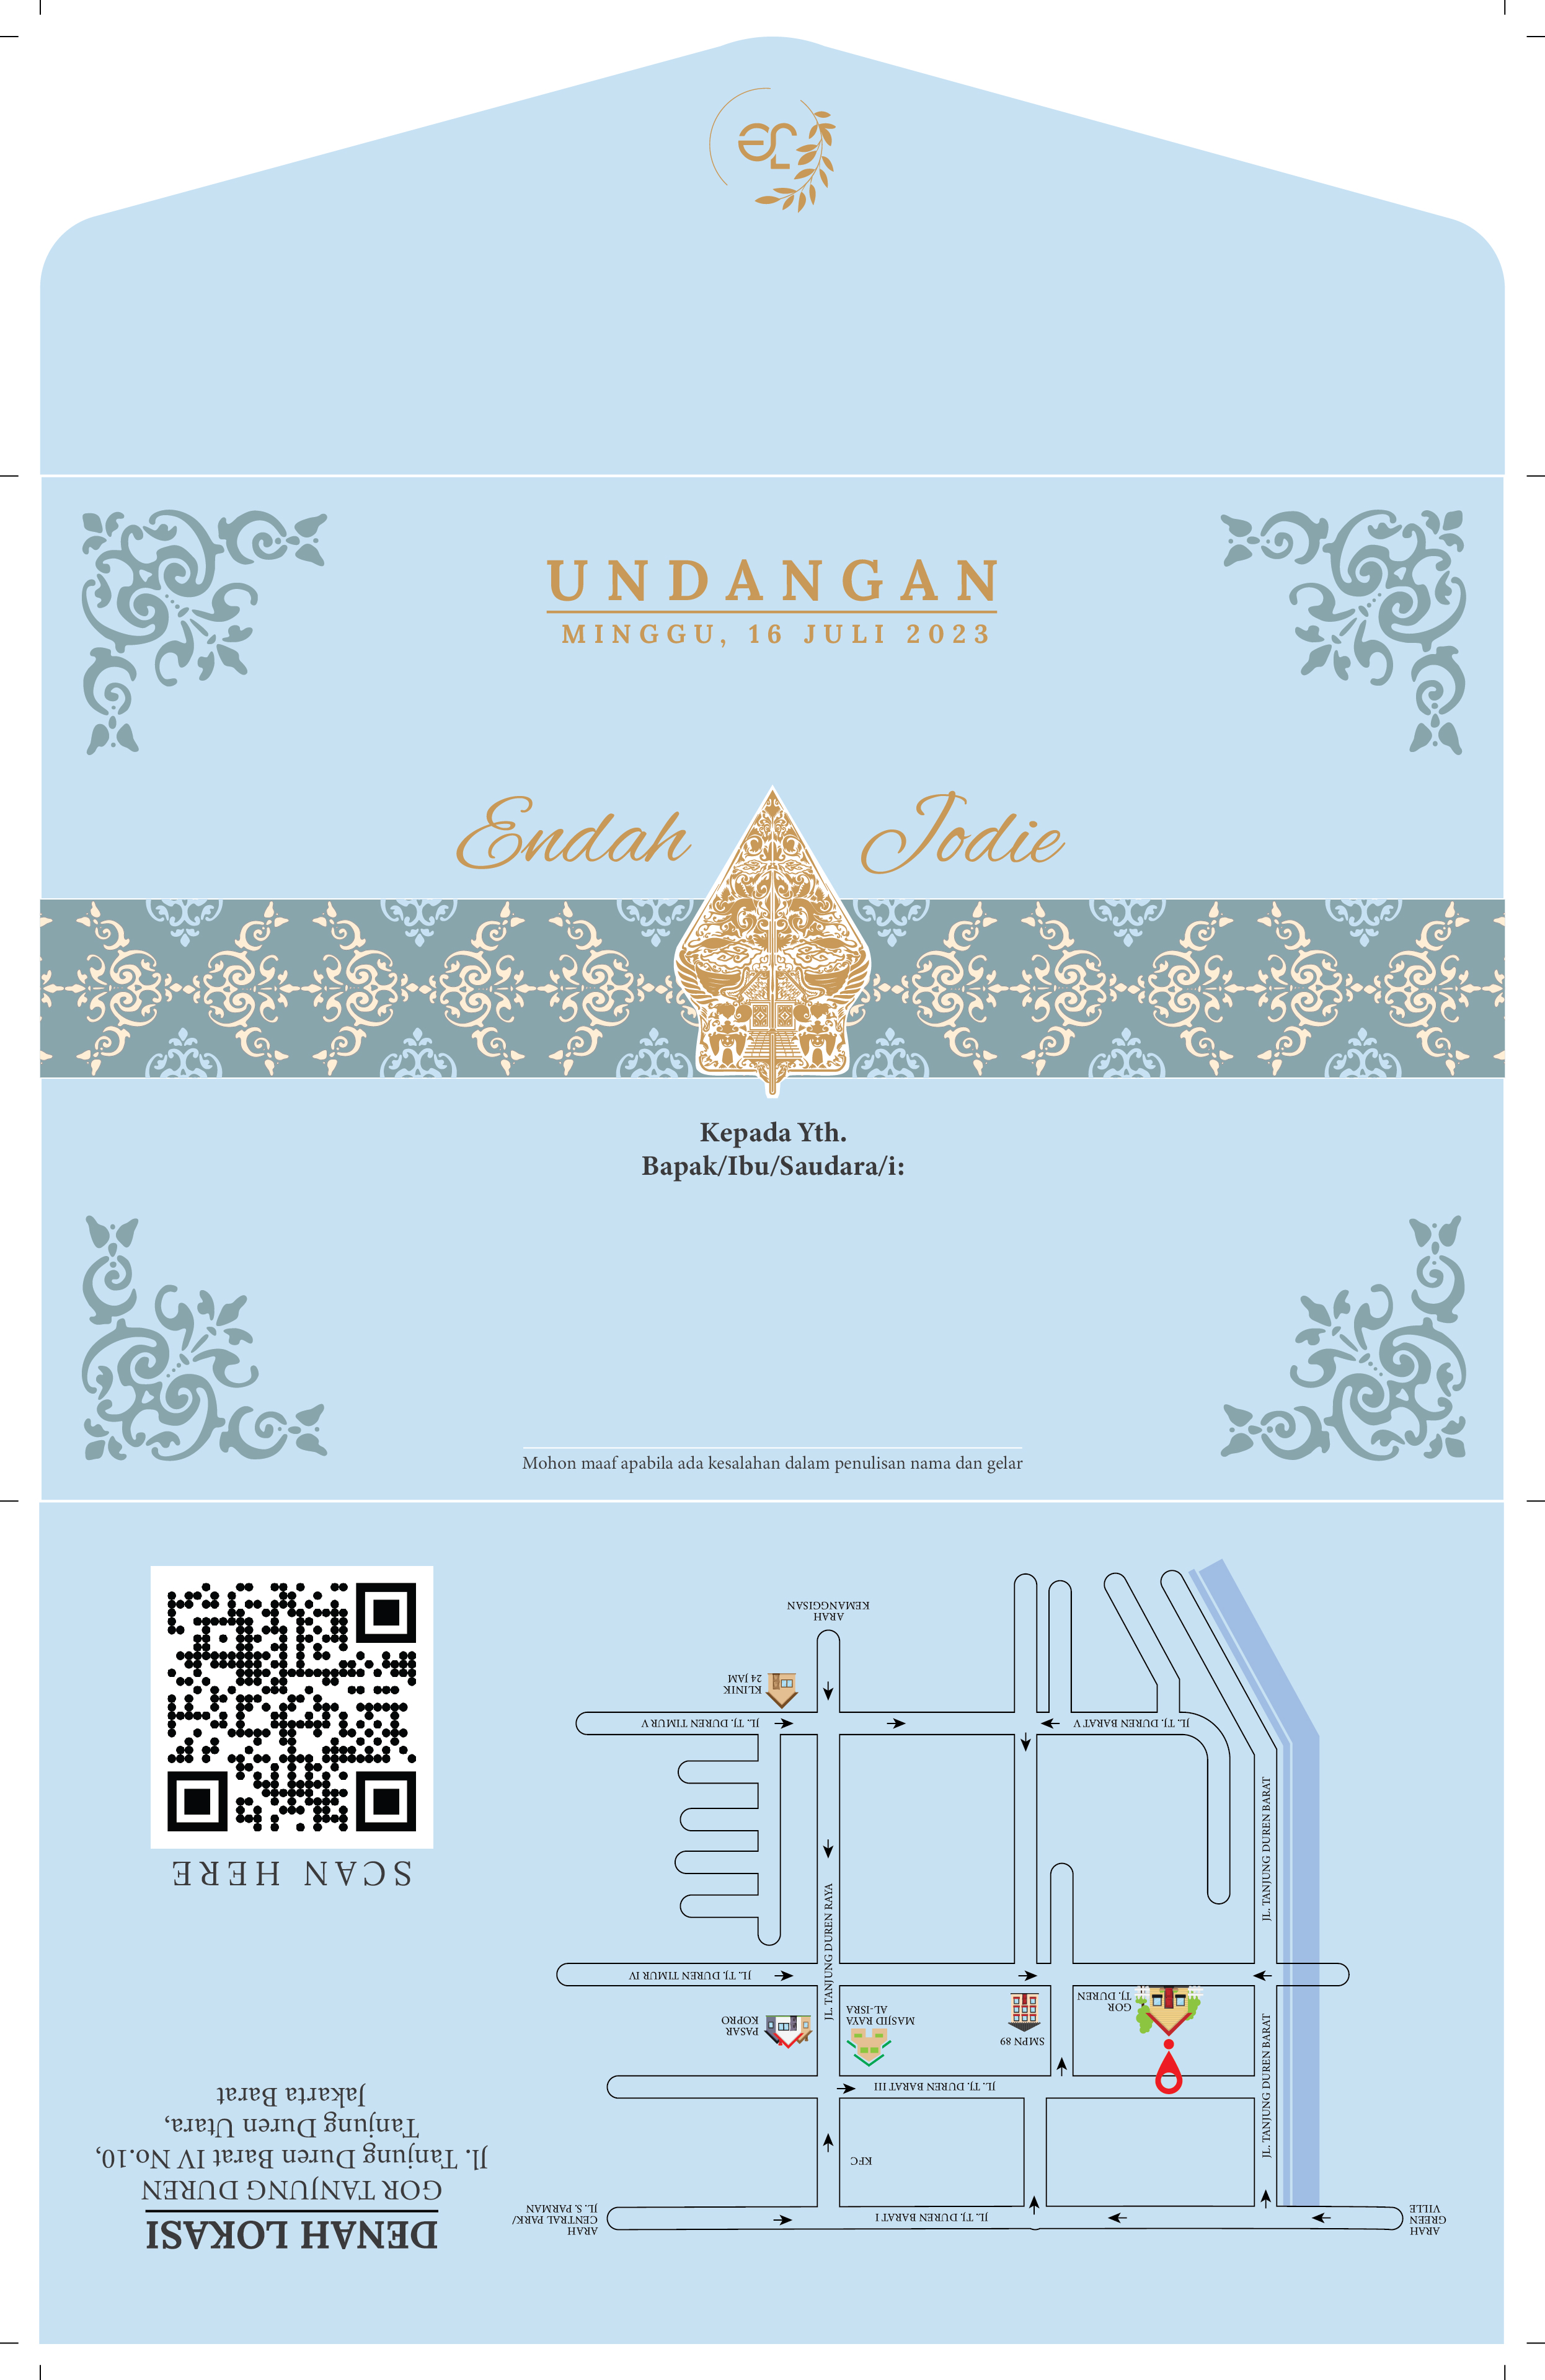 UNDANGAN
MINGGU, 16 JULI 2023
Endah
Jodie
Kepada Yth.
Bapak/Ibu/Saudara/i:
Mohon maaf apabila ada kesalahan dalam penulisan nama dan gelar
DENAH LOKASI
GOR TANJUNG DUREN
Jl. Tanjung Duren Barat IV No.10,
Tanjung Duren Utara,
Jakarta Barat
SCAN HERE
ARAH
GREEN
VILLE
JL. TJ. DUREN BARAT I
ARAH
CENTRAL PARK/
JL. S. PARMAN
KFC
JL. TANJUNG DUREN BARAT
JL. TJ. DUREN BARAT III
SMPN 89
MASJID RAYA
AL-ISRA
PASAR
KOPRO
GOR
TJ. DUREN
JL. TJ. DUREN TIMUR IV
JL. TANJUNG DUREN RAYA
JL. TANJUNG DUREN BARAT
JL. TJ. DUREN BARAT V
JL. TJ. DUREN TIMUR V
KLINIK
24 JAM
ARAH
KEMANGGISAN